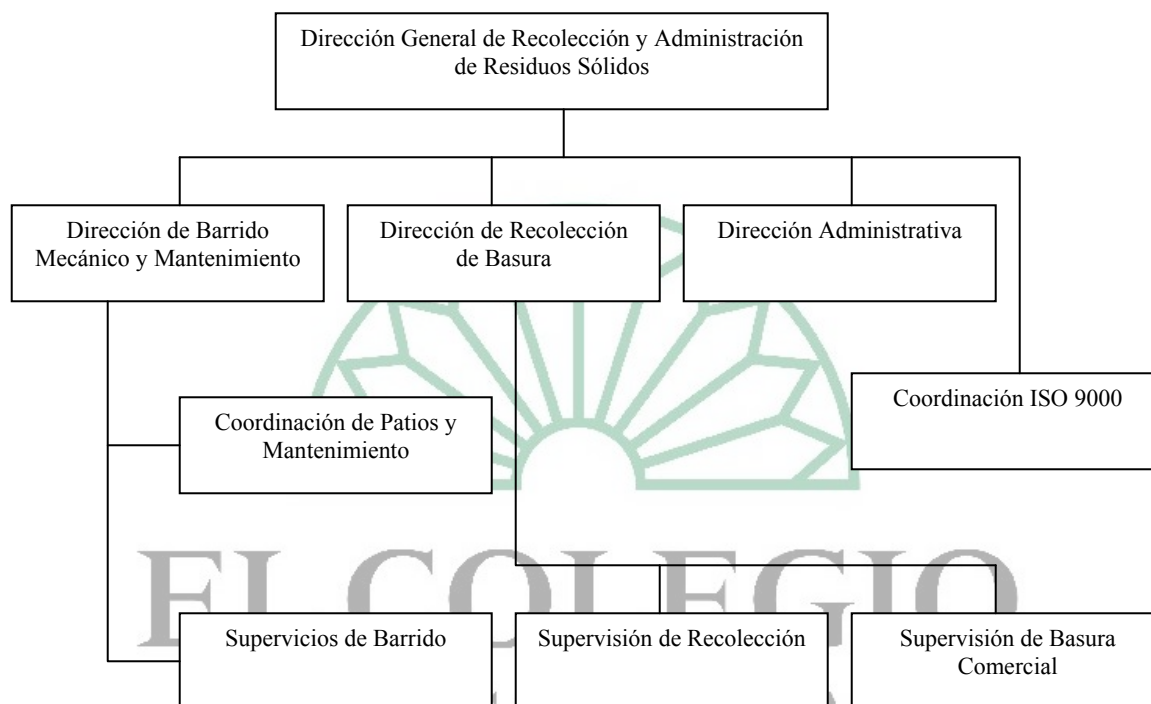 Dirección General de Recolección y Administración
de Residuos Sólidos
Dirección de Barrido
Mecánico y Mantenimiento
Dirección de Recolección
de Basura
Dirección Administrativa
Coordinación ISO 9000
Coordinación de Patios y
Mantenimiento
EL COLEGIO
Supervicios de Barrido
Supervisión de Recolección
Supervisión de Basura
Comercial